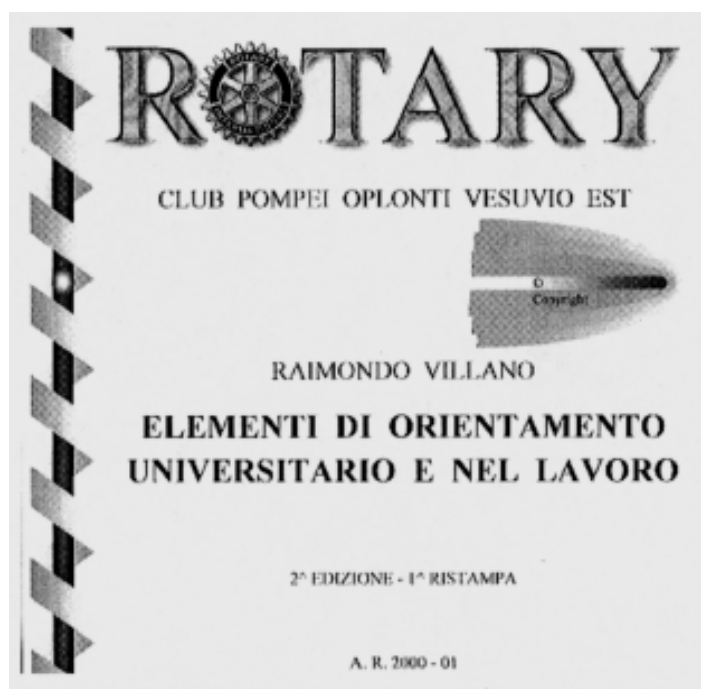 ROTARY
CLUB POMPEI OPLONTI VESUVIO EST
©
Copyright
RAIMONDO VILLANO
ELEMENTI DI ORIENTAMENTO
UNIVERSITARIO E NEL LAVORO
2^ EDIZIONE - 1^ RISTAMPA
A. R. 2000 - 01